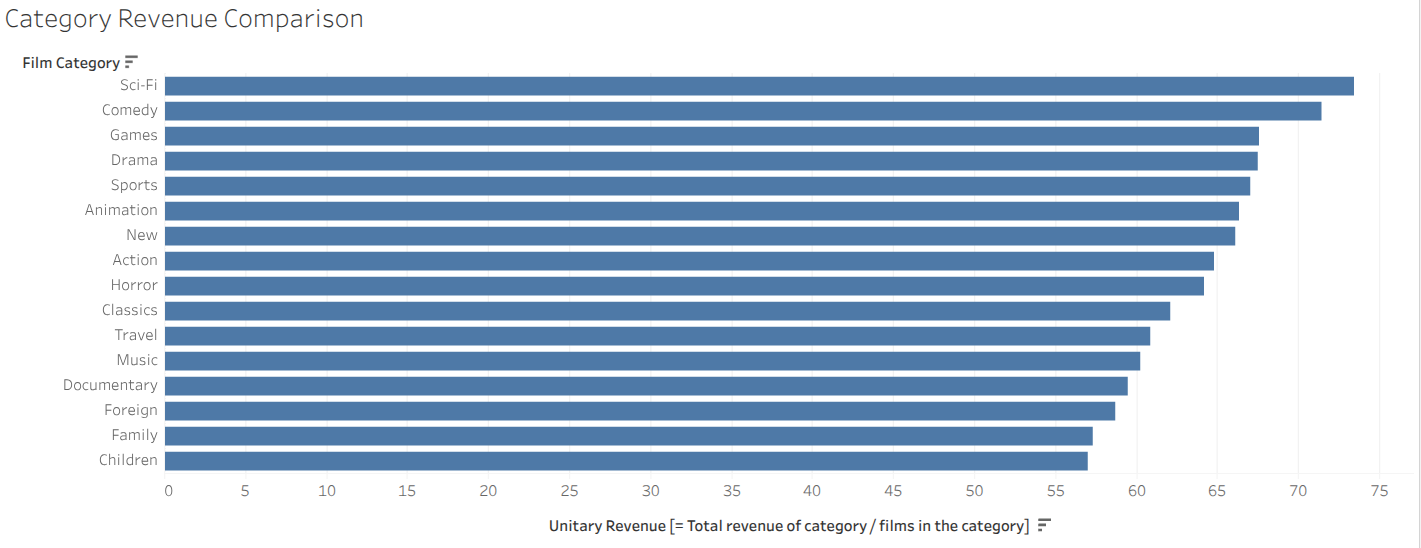 Category Revenue Comparison
Film Category
Sci-Fi
Comedy
Games
Drama
Sports
Animation
New
Action
Horror
Classics
Travel
Music
Documentary
Foreign
Family
Children
0 5 10 15 20 25 30 35 40 45 50 55 60 65 70 75
Unitary Revenue [= Total revenue of category / films in the category]